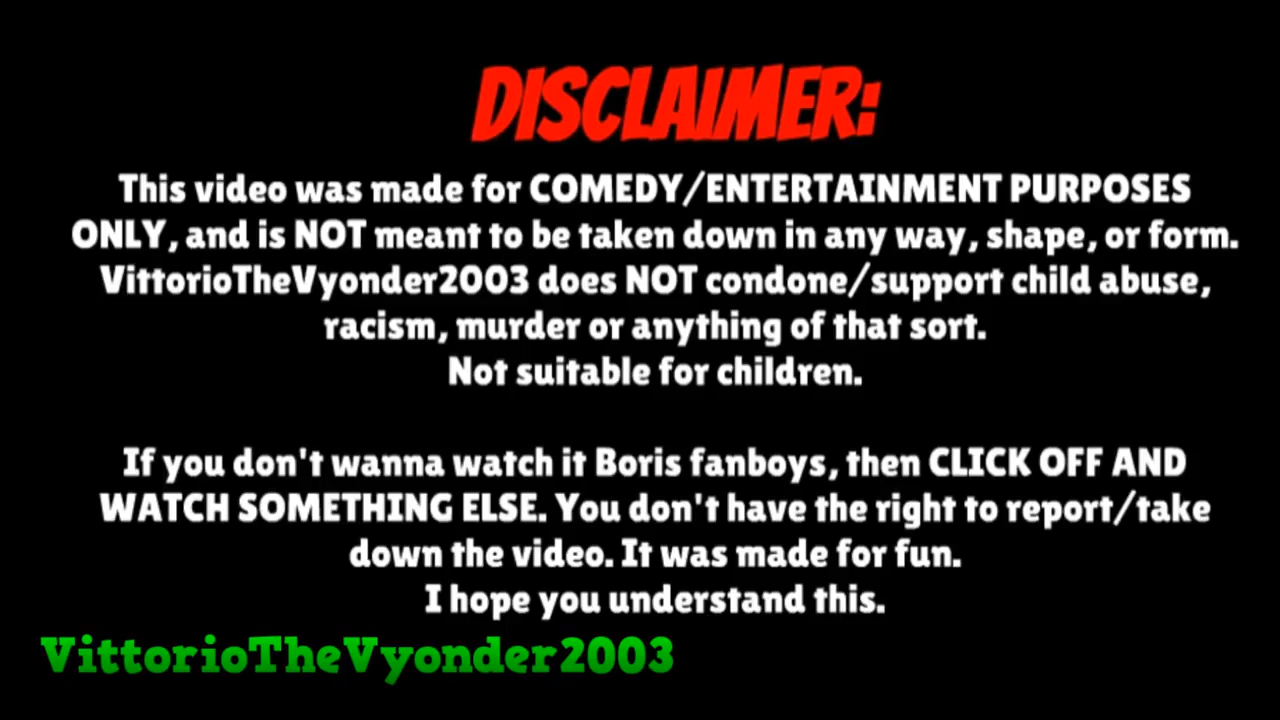 DISCLAIMER:
This video was made for COMEDY/ENTERTAINMENT PURPOSES
ONLY, and is NOT meant to be taken down in any way, shape, or form.
VittorioTheVyonder2003 does NOT condone/support child abuse,
racism, murder or anything of that sort.
Not suitable for children.
If you don't wanna watch it Boris fanboys, then CLICK OFF AND
WATCH SOMETHING ELSE. You don't have the right to report/take
down the video. It was made for fun.
I hope you understand this.
VittorioTheVyonder2003